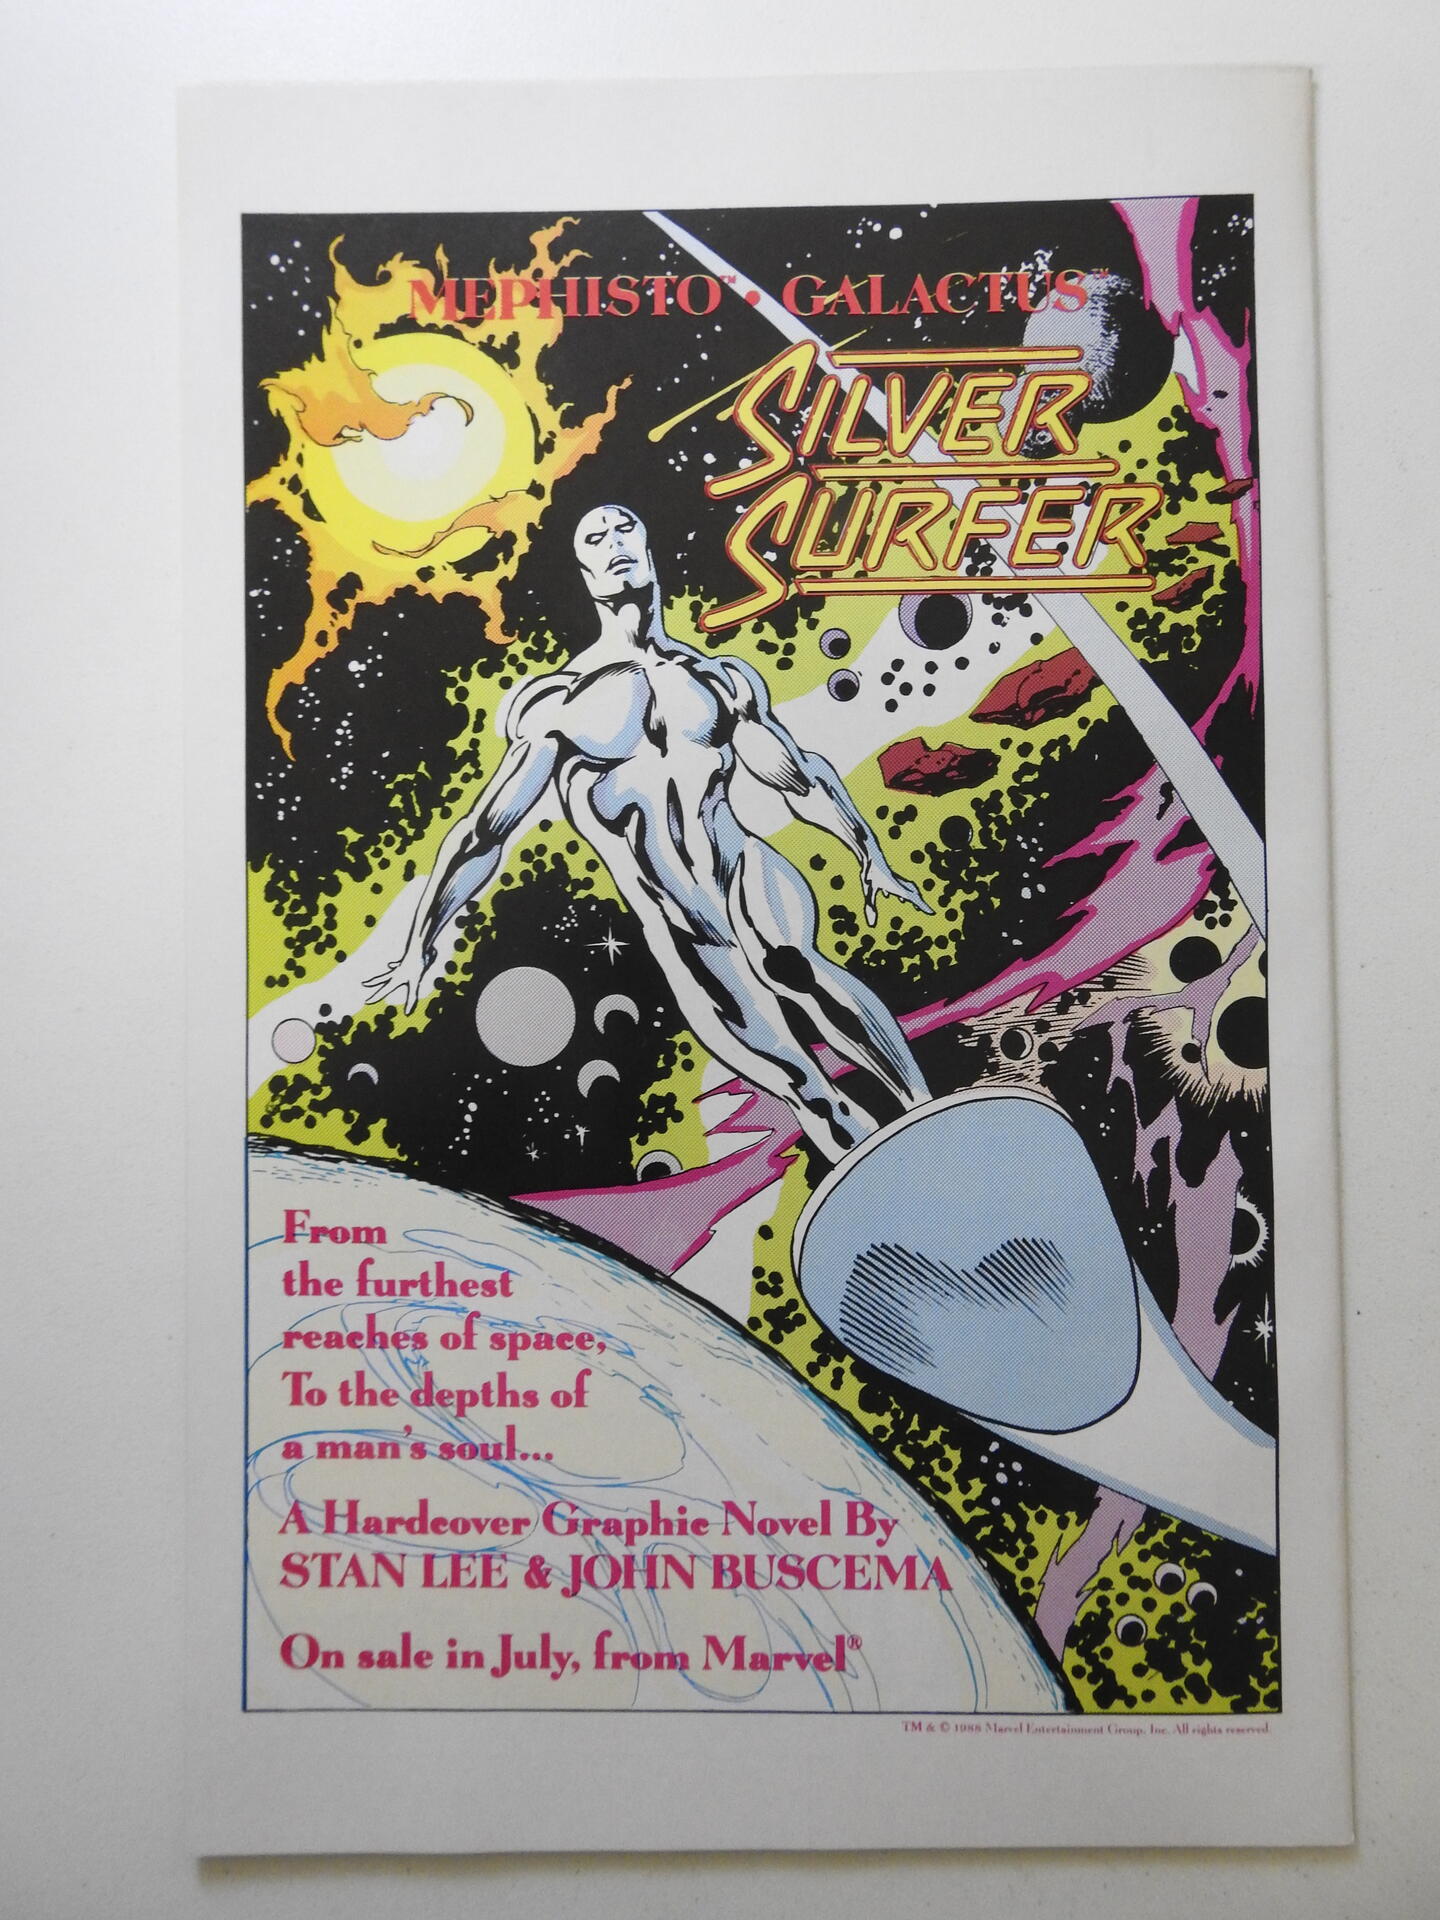 MEPHISTO™ • GALACTUS™
SILVER
SURFER
From
the furthest
reaches of space,
To the depths of
a man's soul...
A Hardcover Graphic Novel By
STAN LEE & JOHN BUSCEMA
On sale in July, from Marvel®
TM & © 1988 Marvel Entertainment Group, Inc. All rights reserved.